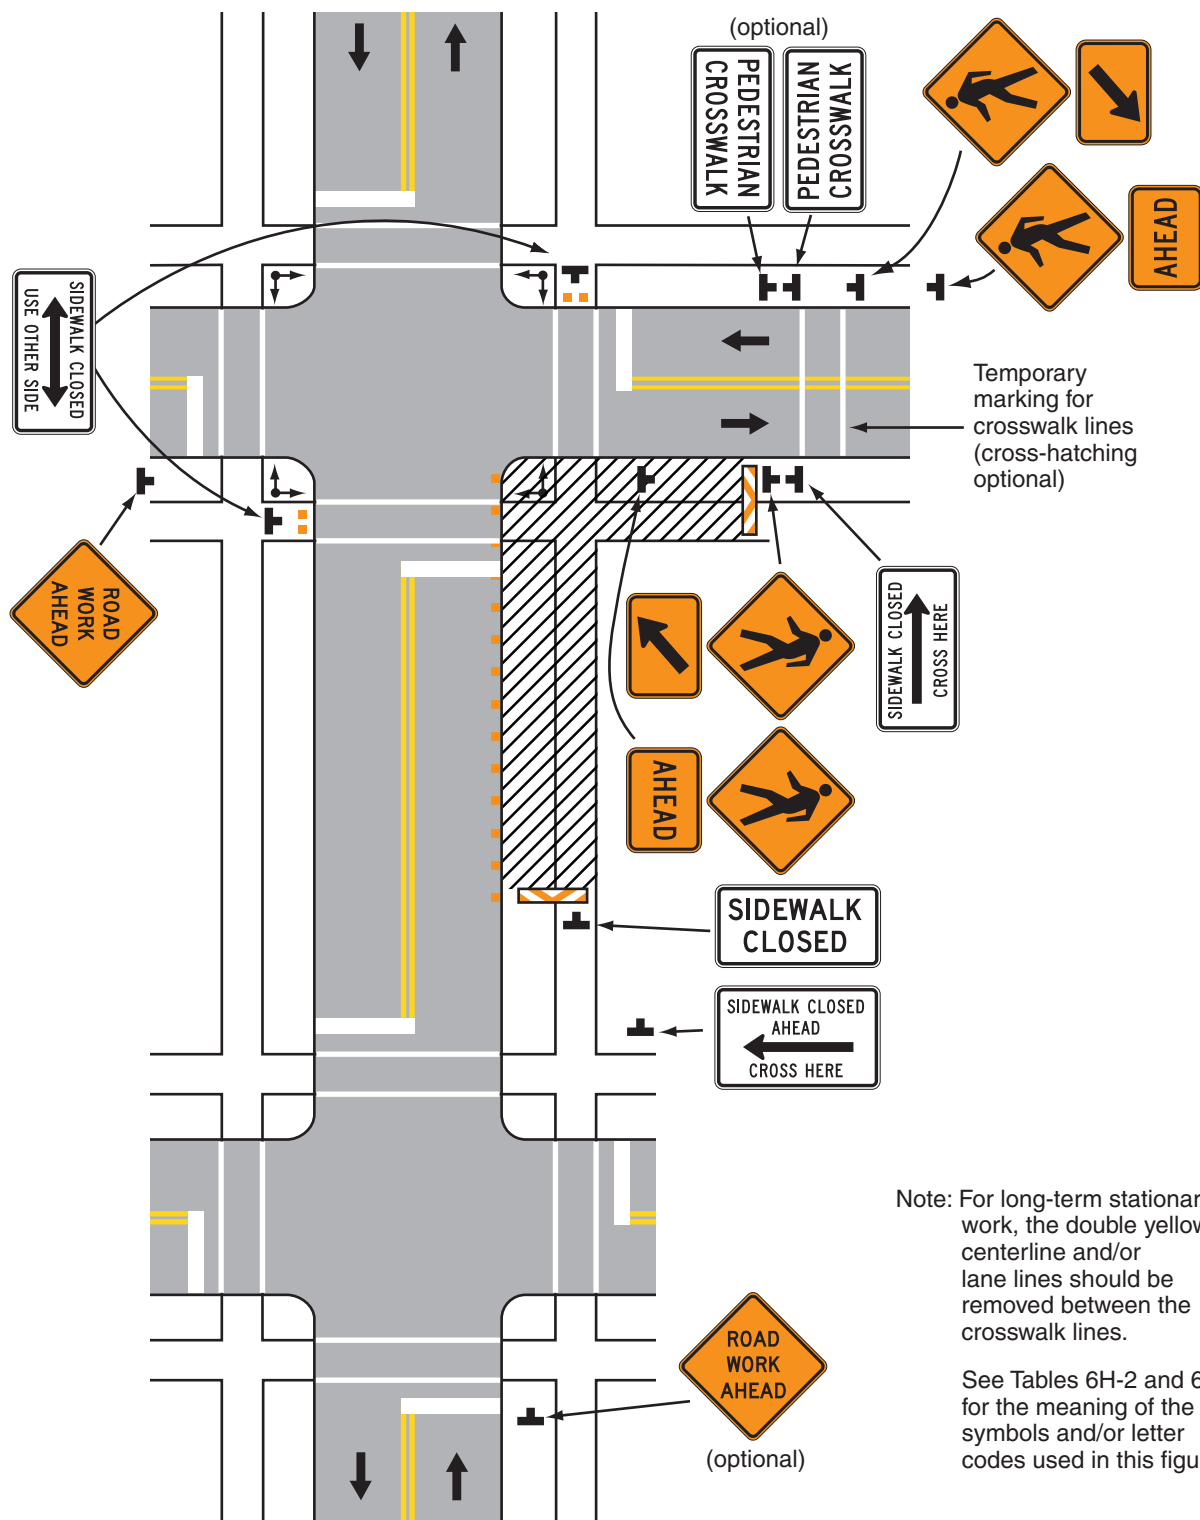 (optional)
PEDESTRIAN
CROSSWALK
PEDESTRIAN
CROSSWALK
AHEAD
SIDEWALK CLOSED
USE OTHER SIDE
Temporary
marking for
crosswalk lines
(cross-hatching
optional)
ROAD
WORK
AHEAD
SIDEWALK CLOSED
CROSS HERE
AHEAD
SIDEWALK
CLOSED
SIDEWALK CLOSED
AHEAD
CROSS HERE
Note: For long-term stationar
work, the double yellow
centerline and/or
lane lines should be
removed between the
crosswalk lines.
See Tables 6H-2 and 6
for the meaning of the
symbols and/or letter
codes used in this figu
ROAD
WORK
AHEAD
(optional)